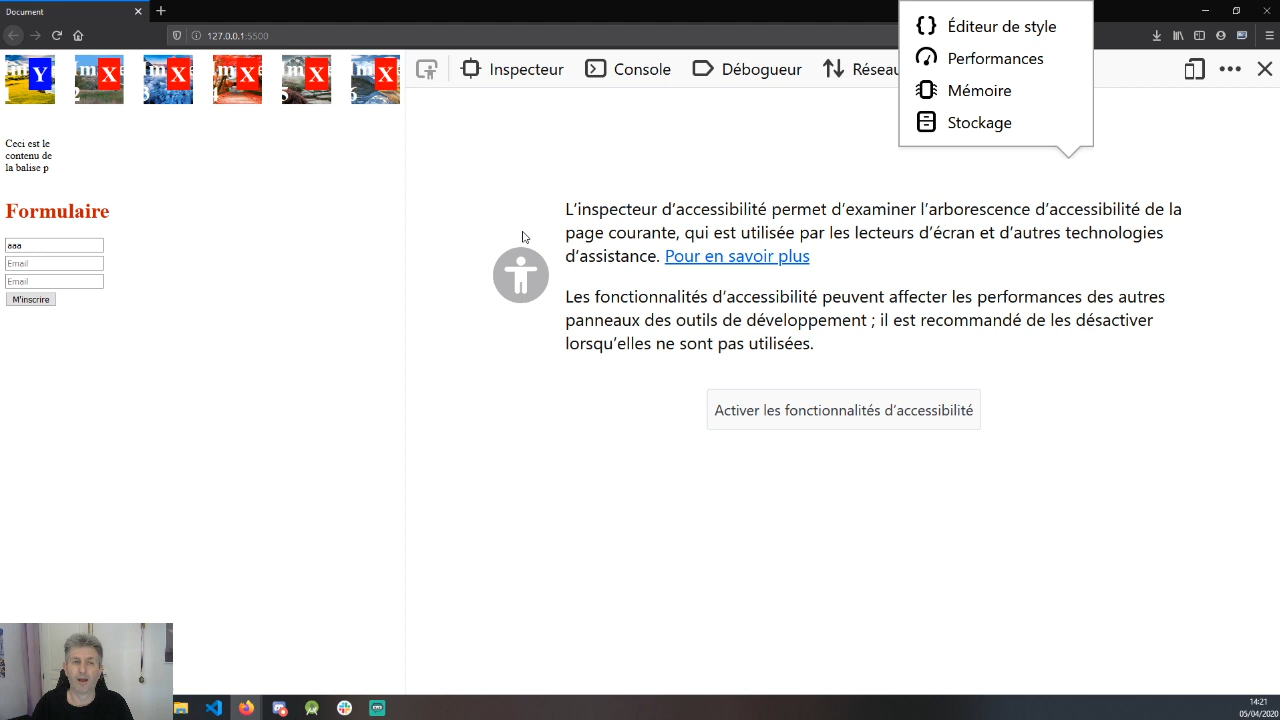 Document
127.0.0.1:5500
Éditeur de style
Performances
Mémoire
Stockage
Inspecteur
Console
Débogueur
Réseau
Y
X
X
X
X
X
2
5
6
Ceci est le
contenu de
la balise p
Formulaire
aaa
Email
Email
M'inscrire
L'inspecteur d'accessibilité permet d'examiner l'arborescence d'accessibilité de la
page courante, qui est utilisée par les lecteurs d'écran et d'autres technologies
d'assistance. Pour en savoir plus
Les fonctionnalités d'accessibilité peuvent affecter les performances des autres
panneaux des outils de développement ; il est recommandé de les désactiver
lorsqu'elles ne sont pas utilisées.
Activer les fonctionnalités d'accessibilité
14:21
05/04/2020